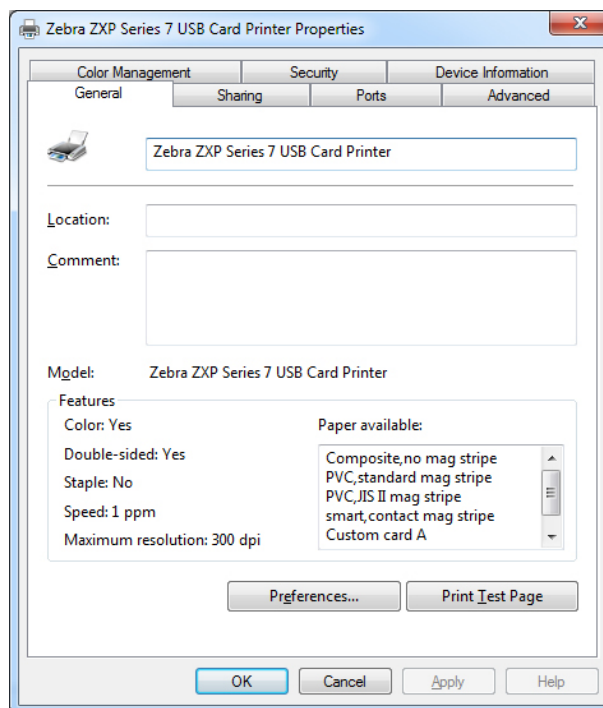 Zebra ZXP Series 7 USB Card Printer Properties
Color Management Security Device Information
General Sharing Ports Advanced
Zebra ZXP Series 7 USB Card Printer
Location:
Comment:
Model: Zebra ZXP Series 7 USB Card Printer
Features
Color: Yes
Double-sided: Yes
Staple: No
Speed: 1 ppm
Maximum resolution: 300 dpi
Paper available:
Composite,no mag stripe
PVC,standard mag stripe
PVC,JIS II mag stripe
smart,contact mag stripe
Custom card A
Preferences... Print Test Page
OK Cancel Apply Help